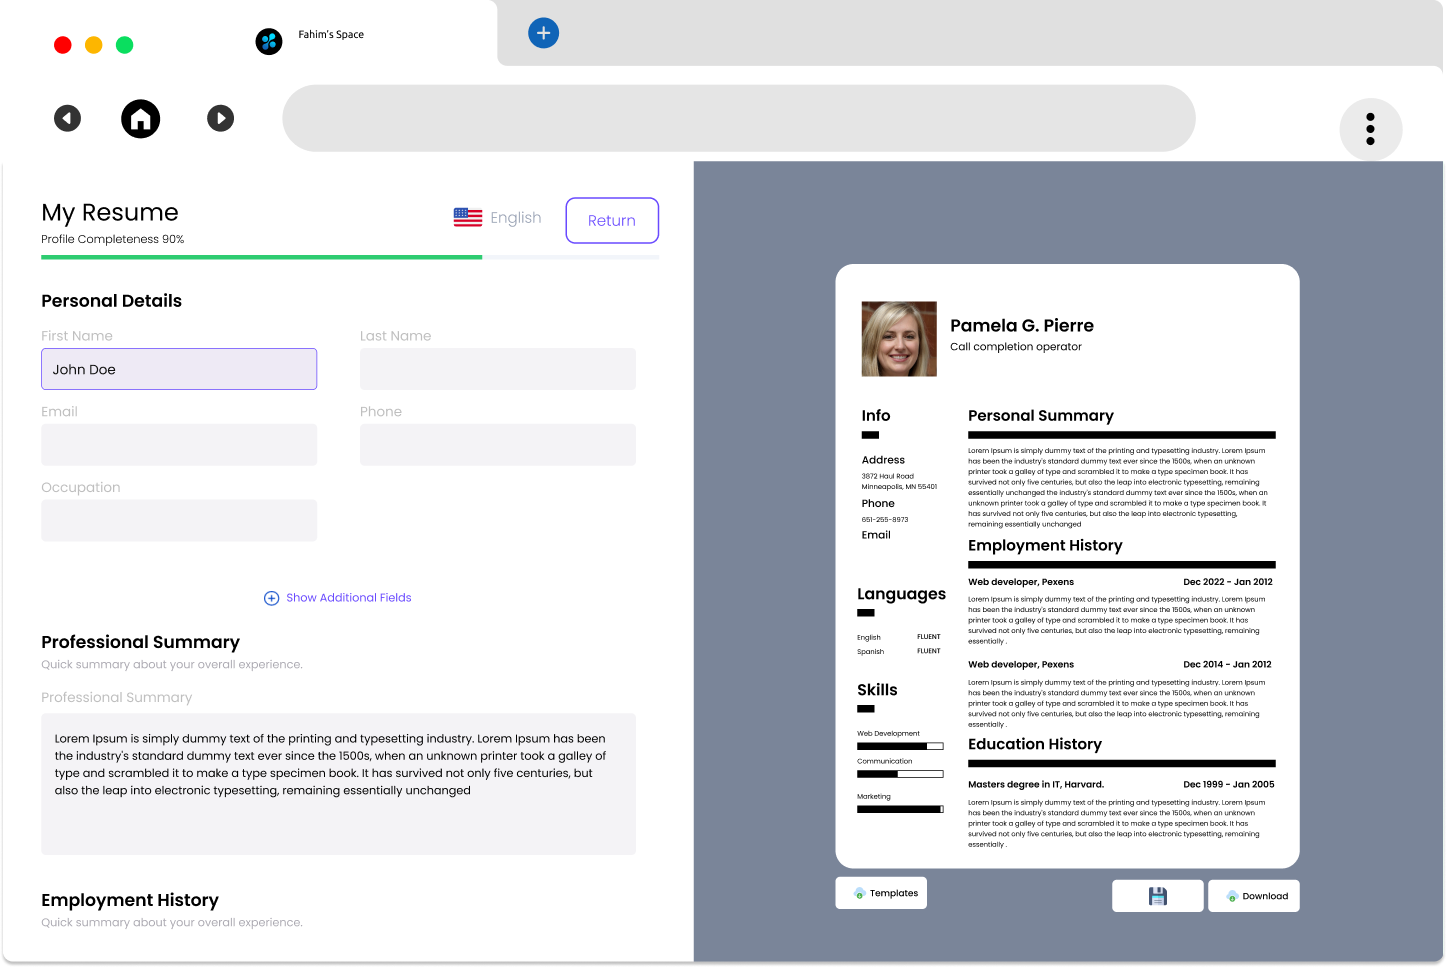 Fahim's Space
My Resume
Profile Completeness 90%
English
Return
Personal Details
First Name
Last Name
John Doe
Email
Phone
Occupation
Show Additional Fields
Professional Summary
Quick summary about your overall experience.
Professional Summary
Lorem Ipsum is simply dummy text of the printing and typesetting industry. Lorem Ipsum has been
the industry's standard dummy text ever since the 1500s, when an unknown printer took a galley of
type and scrambled it to make a type specimen book. It has survived not only five centuries, but
also the leap into electronic typesetting, remaining essentially unchanged
Employment History
Quick summary about your overall experience.
Pamela G. Pierre
Call completion operator
Info
Address
3872 Haul Road
Minneapolis, MN 55401
Phone
651-255-8973
Email
Languages
English FLUENT
Spanish FLUENT
Skills
Web Development
Communication
Marketing
Personal Summary
Lorem Ipsum is simply dummy text of the printing and typesetting industry. Lorem Ipsum
has been the industry's standard dummy text ever since the 1500s, when an unknown
printer took a galley of type and scrambled it to make a type specimen book. It has
survived not only five centuries, but also the leap into electronic typesetting, remaining
essentially unchanged the industry's standard dummy text ever since the 1500s, when an
unknown printer took a galley of type and scrambled it to make a type specimen book. It
has survived not only five centuries, but also the leap into electronic typesetting,
remaining essentially unchanged
Employment History
Web developer, Pexens Dec 2022 - Jan 2012
Lorem Ipsum is simply dummy text of the printing and typesetting industry. Lorem Ipsum
has been the industry's standard dummy text ever since the 1500s, when an unknown
printer took a galley of type and scrambled it to make a type specimen book. It has
survived not only five centuries, but also the leap into electronic typesetting, remaining
essentially .
Web developer, Pexens Dec 2014 - Jan 2012
Lorem Ipsum is simply dummy text of the printing and typesetting industry. Lorem Ipsum
has been the industry's standard dummy text ever since the 1500s, when an unknown
printer took a galley of type and scrambled it to make a type specimen book. It has
survived not only five centuries, but also the leap into electronic typesetting, remaining
essentially .
Education History
Masters degree in IT, Harvard. Dec 1999 - Jan 2005
Lorem Ipsum is simply dummy text of the printing and typesetting industry. Lorem Ipsum
has been the industry's standard dummy text ever since the 1500s, when an unknown
printer took a galley of type and scrambled it to make a type specimen book. It has
survived not only five centuries, but also the leap into electronic typesetting, remaining
essentially .
Templates
Download